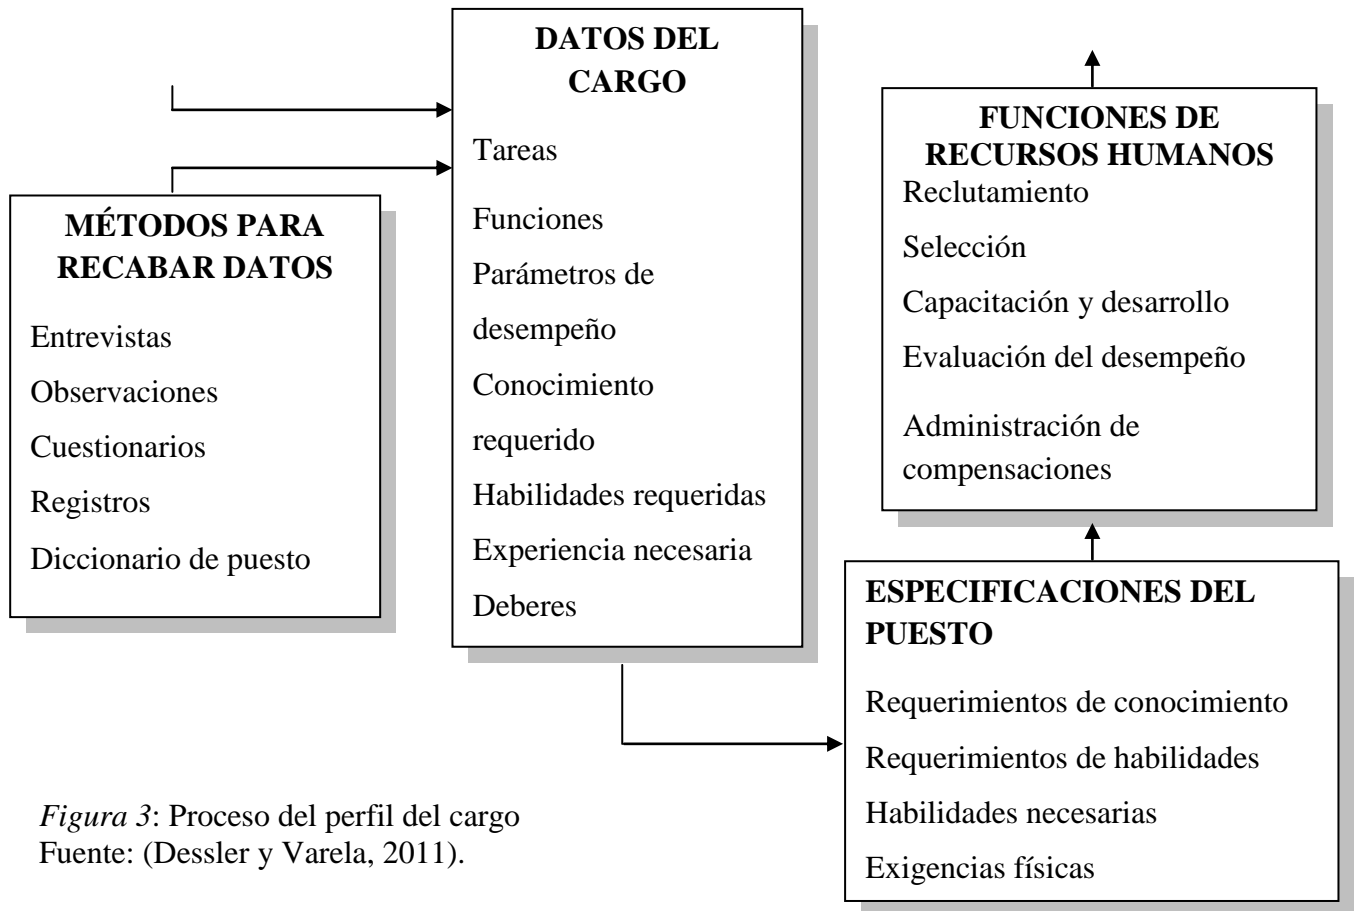 MÉTODOS PARA
RECABAR DATOS
Entrevistas
Observaciones
Cuestionarios
Registros
Diccionario de puesto
DATOS DEL
CARGO
Tareas
Funciones
Parámetros de
desempeño
Conocimiento
requerido
Habilidades requeridas
Experiencia necesaria
Deberes
FUNCIONES DE
RECURSOS HUMANOS
Reclutamiento
Selección
Capacitación y desarrollo
Evaluación del desempeño
Administración de
compensaciones
ESPECIFICACIONES DEL
PUESTO
Requerimientos de conocimiento
Requerimientos de habilidades
Habilidades necesarias
Exigencias físicas
Figura 3: Proceso del perfil del cargo
Fuente: (Dessler y Varela, 2011).